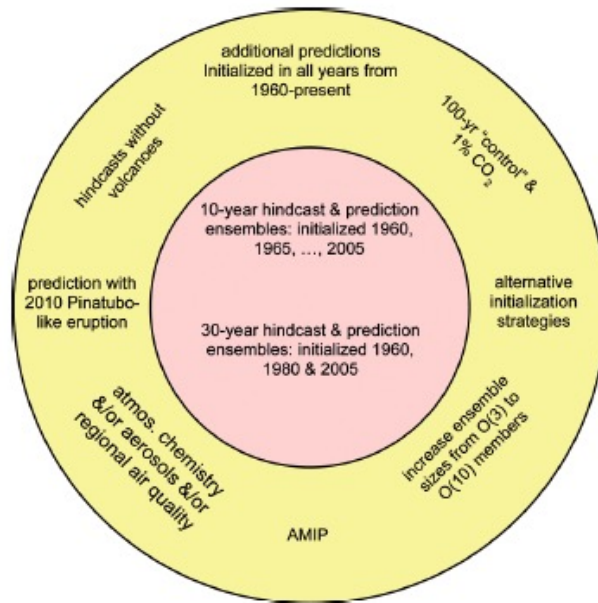 additional predictions
Initialized in all years from
1960-present
hindcasts without
volcanoes
100-yr "control" &
1% CO2
10-year hindcast & prediction
ensembles: initialized 1960,
1965, ..., 2005
prediction with
2010 Pinatubo-
like eruption
alternative
initialization
strategies
30-year hindcast & prediction
ensembles: initialized 1960,
1980 & 2005
atmos. chemistry
&/or aerosols &/or
regional air quality
increase ensemble
sizes from O(3) to
O(10) members
AMIP